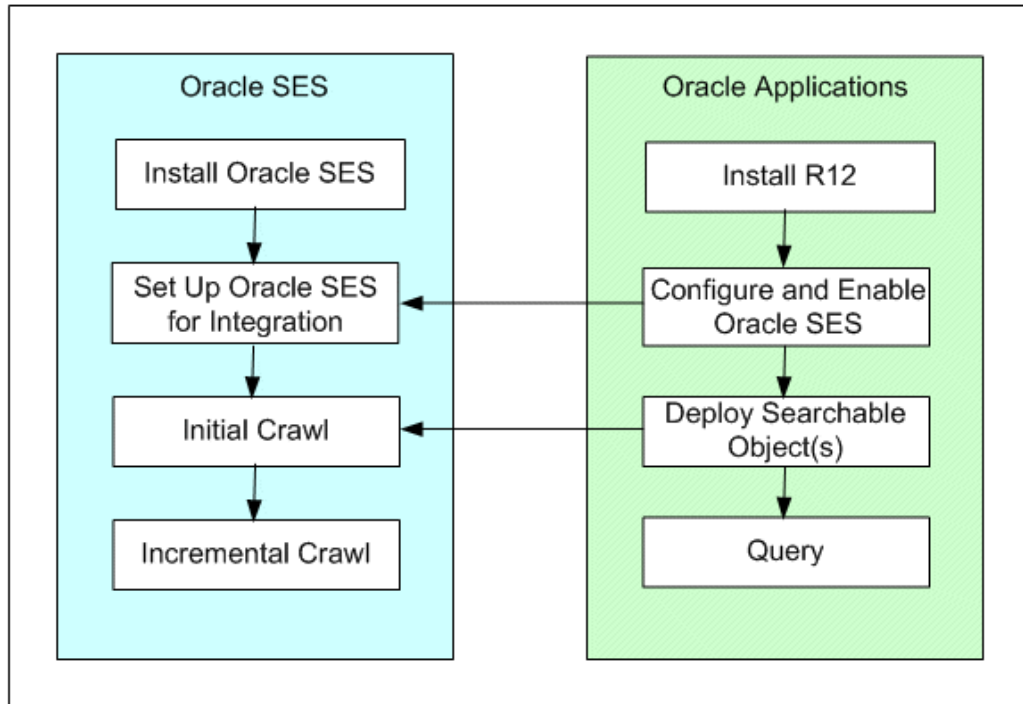 Oracle SES
Install Oracle SES
Set Up Oracle SES
for Integration
Initial Crawl
Incremental Crawl
Oracle Applications
Install R12
Configure and Enable
Oracle SES
Deploy Searchable
Object(s)
Query